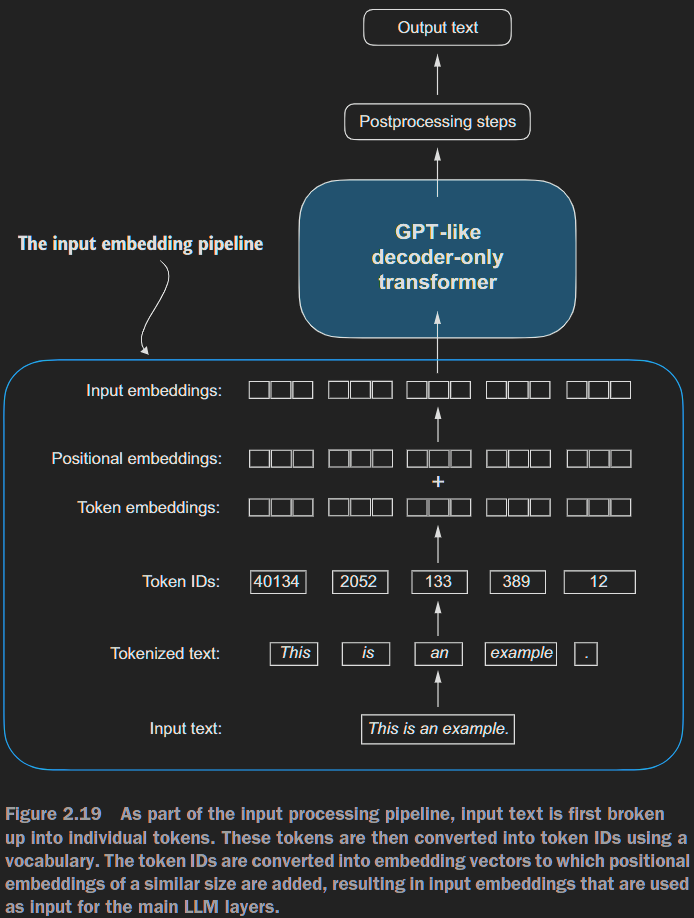 Output text
Postprocessing steps
GPT-like
decoder-only
transformer
The input embedding pipeline
Input embeddings:
Positional embeddings:
+
Token embeddings:
Token IDs: 40134 2052 133 389 12
Tokenized text: This is an example .
Input text: This is an example.
Figure 2.19 As part of the input processing pipeline, input text is first broken
up into individual tokens. These tokens are then converted into token IDs using a
vocabulary. The token IDs are converted into embedding vectors to which positional
embeddings of a similar size are added, resulting in input embeddings that are used
as input for the main LLM layers.